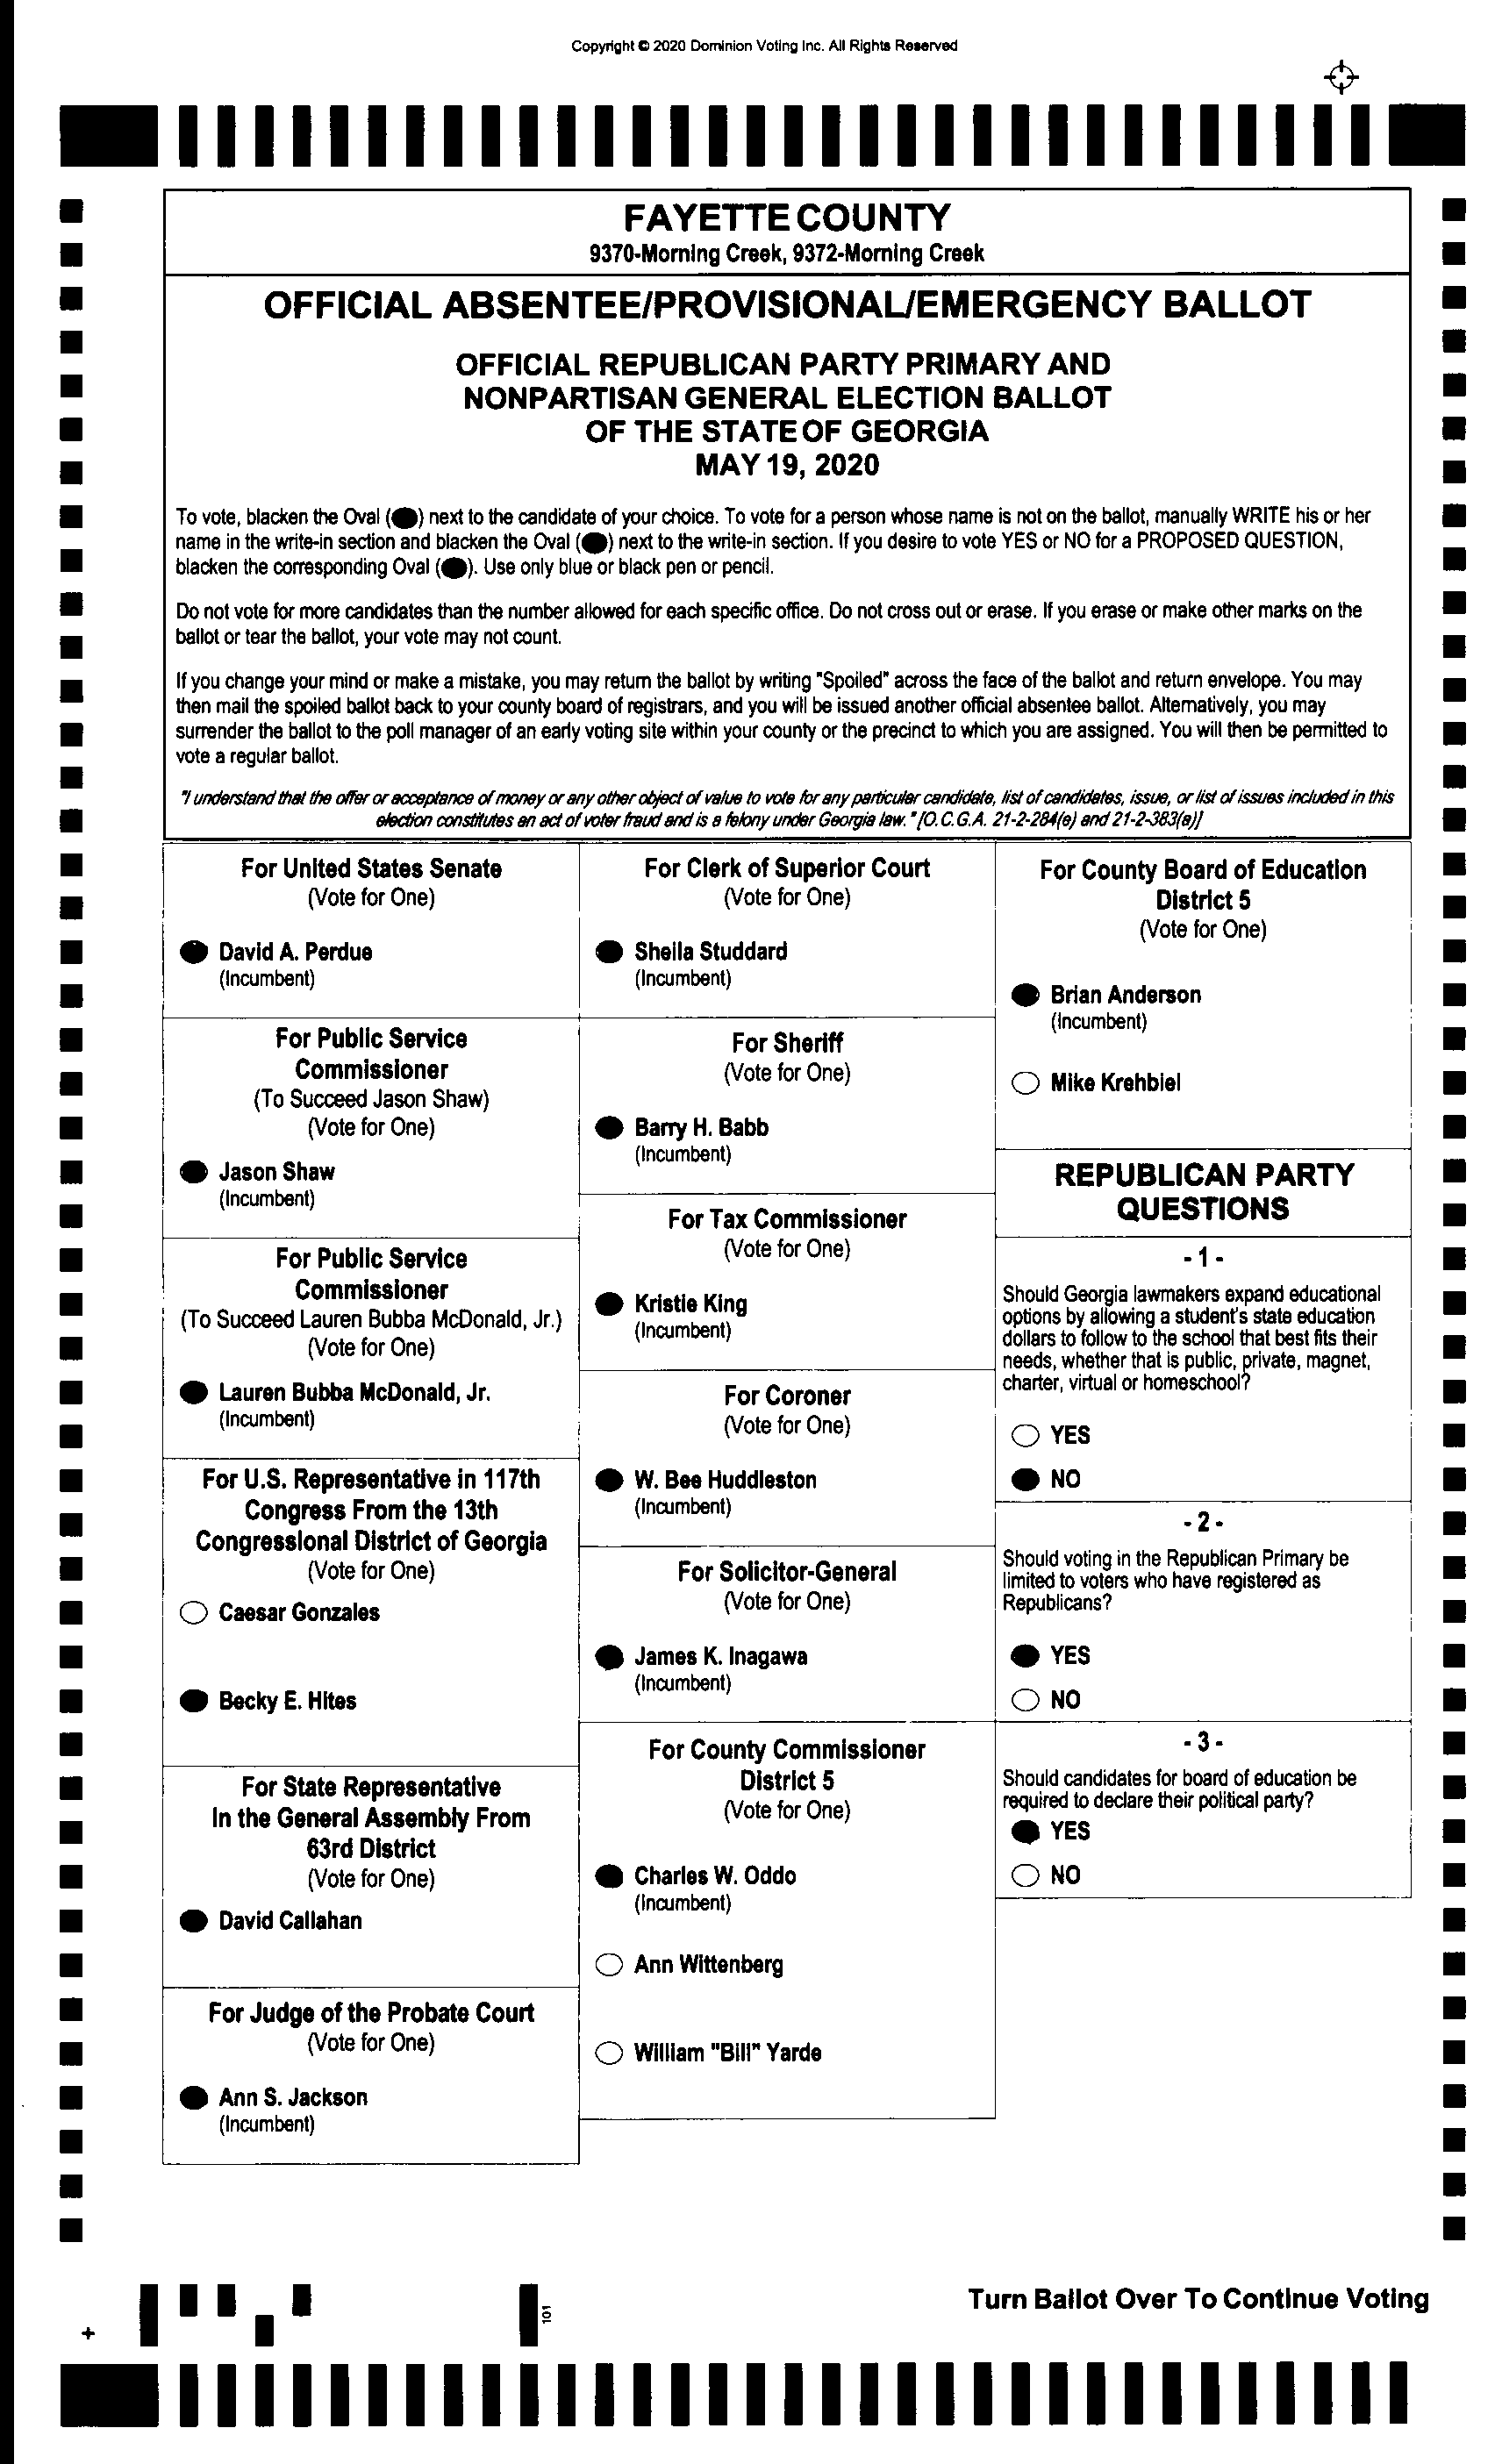 Copyright © 2020 Dominion Voting Inc. All Rights Reserved
FAYETTE COUNTY
9370-Morning Creek, 9372-Morning Creek
OFFICIAL ABSENTEE/PROVISIONAL/EMERGENCY BALLOT
OFFICIAL REPUBLICAN PARTY PRIMARY AND
NONPARTISAN GENERAL ELECTION BALLOT
OF THE STATE OF GEORGIA
MAY 19, 2020
To vote, blacken the Oval (⬬) next to the candidate of your choice. To vote for a person whose name is not on the ballot, manually WRITE his or her
name in the write-in section and blacken the Oval (⬬) next to the write-in section. If you desire to vote YES or NO for a PROPOSED QUESTION,
blacken the corresponding Oval (⬬). Use only blue or black pen or pencil.
Do not vote for more candidates than the number allowed for each specific office. Do not cross out or erase. If you erase or make other marks on the
ballot or tear the ballot, your vote may not count.
If you change your mind or make a mistake, you may return the ballot by writing "Spoiled" across the face of the ballot and return envelope. You may
then mail the spoiled ballot back to your county board of registrars, and you will be issued another official absentee ballot. Alternatively, you may
surrender the ballot to the poll manager of an early voting site within your county or the precinct to which you are assigned. You will then be permitted to
vote a regular ballot.
"I understand that the offer or acceptance of money or any other object of value to vote for any particular candidate, list of candidates, issue, or list of issues included in this
election constitutes an act of voter fraud and is a felony under Georgia law." [O.C.G.A. 21-2-284(e) and 21-2-383(a)]
For United States Senate
(Vote for One)
David A. Perdue
(Incumbent)
For Public Service
Commissioner
(To Succeed Jason Shaw)
(Vote for One)
Jason Shaw
(Incumbent)
For Public Service
Commissioner
(To Succeed Lauren Bubba McDonald, Jr.)
(Vote for One)
Lauren Bubba McDonald, Jr.
(Incumbent)
For U.S. Representative in 117th
Congress From the 13th
Congressional District of Georgia
(Vote for One)
Caesar Gonzales
Becky E. Hites
For State Representative
In the General Assembly From
63rd District
(Vote for One)
David Callahan
For Judge of the Probate Court
(Vote for One)
Ann S. Jackson
(Incumbent)
For Clerk of Superior Court
(Vote for One)
Sheila Studdard
(Incumbent)
For Sheriff
(Vote for One)
Barry H. Babb
(Incumbent)
For Tax Commissioner
(Vote for One)
Kristie King
(Incumbent)
For Coroner
(Vote for One)
W. Bee Huddleston
(Incumbent)
For Solicitor-General
(Vote for One)
James K. Inagawa
(Incumbent)
For County Commissioner
District 5
(Vote for One)
Charles W. Oddo
(Incumbent)
Ann Wittenberg
William "Bill" Yarde
For County Board of Education
District 5
(Vote for One)
Brian Anderson
(Incumbent)
Mike Krehbiel
REPUBLICAN PARTY
QUESTIONS
- 1 -
Should Georgia lawmakers expand educational
options by allowing a student's state education
dollars to follow to the school that best fits their
needs, whether that is public, private, magnet,
charter, virtual or homeschool?
YES
NO
- 2 -
Should voting in the Republican Primary be
limited to voters who have registered as
Republicans?
YES
NO
- 3 -
Should candidates for board of education be
required to declare their political party?
YES
NO
101
Turn Ballot Over To Continue Voting